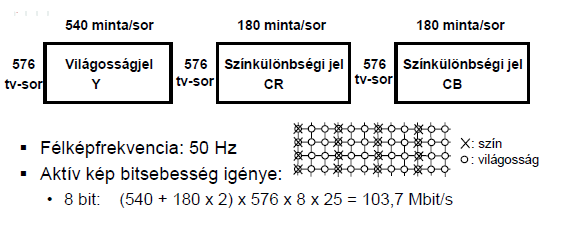 540 minta/sor 180 minta/sor 180 minta/sor
576 tv-sor Világosságjel Y 576 tv-sor Színkülönbségi jel CR 576 tv-sor Színkülönbségi jel CB
▪ Félképfrekvencia: 50 Hz
X: szín
o: világosság
▪ Aktív kép bitsebesség igénye:
• 8 bit: (540 + 180 x 2) x 576 x 8 x 25 = 103,7 Mbit/s